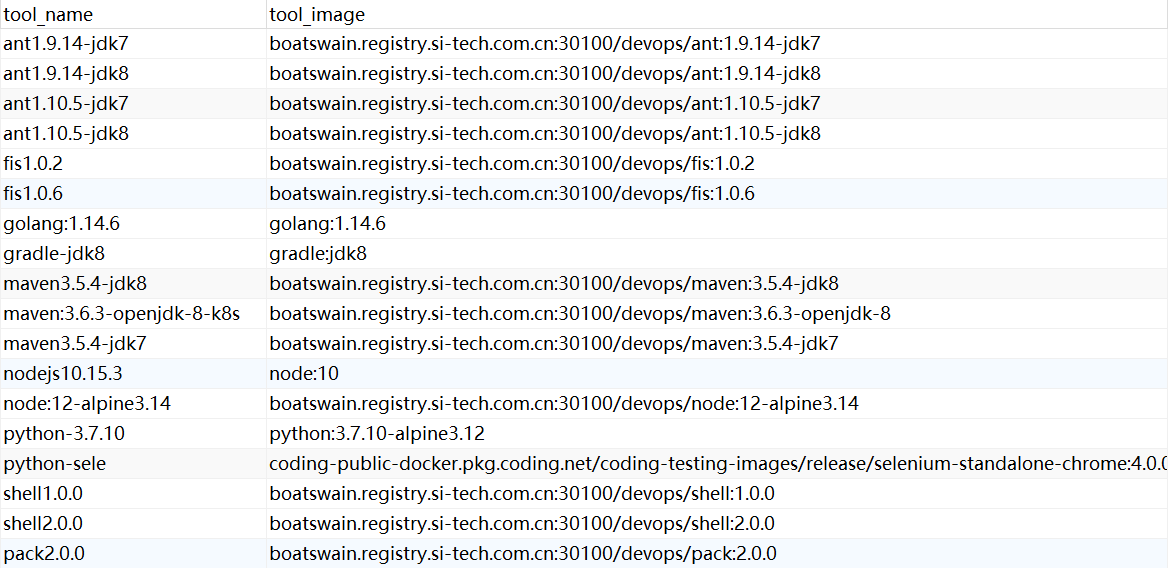 tool_name tool_image
ant1.9.14-jdk7 boatswain.registry.si-tech.com.cn:30100/devops/ant:1.9.14-jdk7
ant1.9.14-jdk8 boatswain.registry.si-tech.com.cn:30100/devops/ant:1.9.14-jdk8
ant1.10.5-jdk7 boatswain.registry.si-tech.com.cn:30100/devops/ant:1.10.5-jdk7
ant1.10.5-jdk8 boatswain.registry.si-tech.com.cn:30100/devops/ant:1.10.5-jdk8
fis1.0.2 boatswain.registry.si-tech.com.cn:30100/devops/fis:1.0.2
fis1.0.6 boatswain.registry.si-tech.com.cn:30100/devops/fis:1.0.6
golang:1.14.6 golang:1.14.6
gradle-jdk8 gradle:jdk8
maven3.5.4-jdk8 boatswain.registry.si-tech.com.cn:30100/devops/maven:3.5.4-jdk8
maven:3.6.3-openjdk-8-k8s boatswain.registry.si-tech.com.cn:30100/devops/maven:3.6.3-openjdk-8
maven3.5.4-jdk7 boatswain.registry.si-tech.com.cn:30100/devops/maven:3.5.4-jdk7
nodejs10.15.3 node:10
node:12-alpine3.14 boatswain.registry.si-tech.com.cn:30100/devops/node:12-alpine3.14
python-3.7.10 python:3.7.10-alpine3.12
python-sele coding-public-docker.pkg.coding.net/coding-testing-images/release/selenium-standalone-chrome:4.0.0
shell1.0.0 boatswain.registry.si-tech.com.cn:30100/devops/shell:1.0.0
shell2.0.0 boatswain.registry.si-tech.com.cn:30100/devops/shell:2.0.0
pack2.0.0 boatswain.registry.si-tech.com.cn:30100/devops/pack:2.0.0